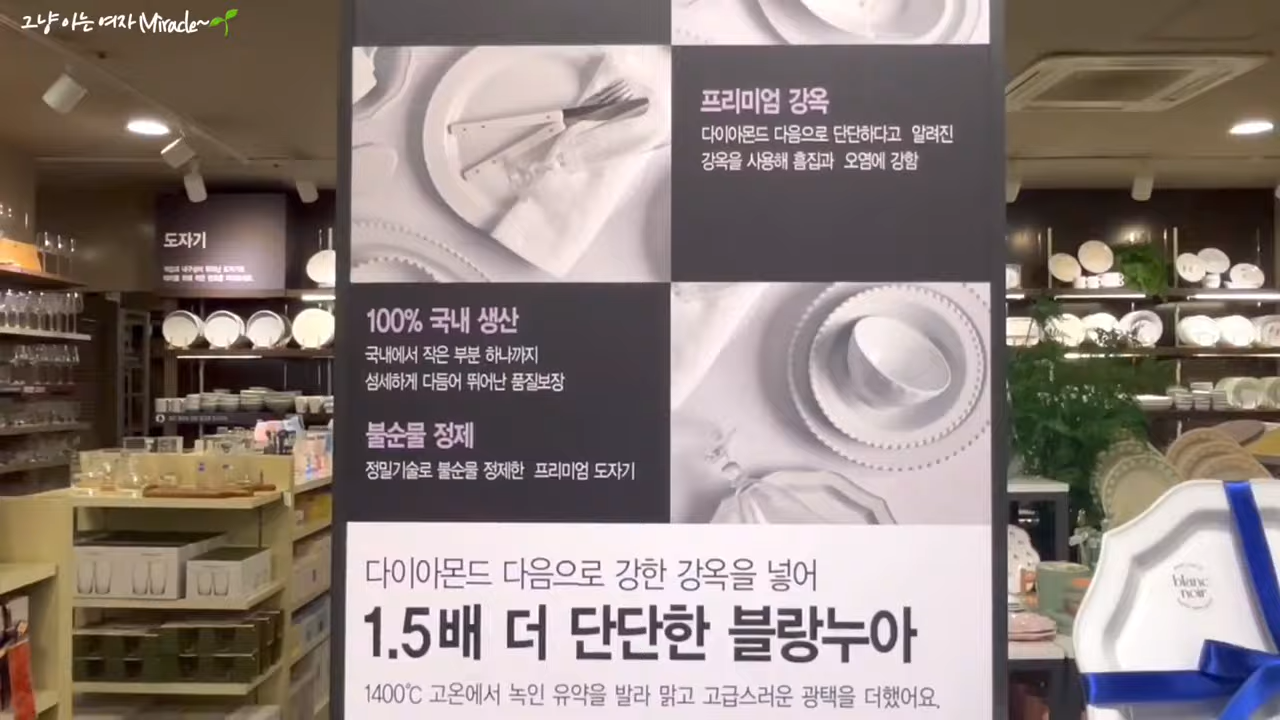 그냥 아는 여자 Miracle~
프리미엄 강옥
다이아몬드 다음으로 단단하다고 알려진
강옥을 사용해 흠집과 오염에 강함
도자기
100% 국내 생산
국내에서 작은 부분 하나까지
섬세하게 다듬어 뛰어난 품질보장
불순물 정제
정밀기술로 불순물 정제한 프리미엄 도자기
다이아몬드 다음으로 강한 강옥을 넣어
1.5배 더 단단한 블랑누아
1400℃ 고온에서 녹인 유약을 발라 맑고 고급스러운 광택을 더했어요.
blanc
noir